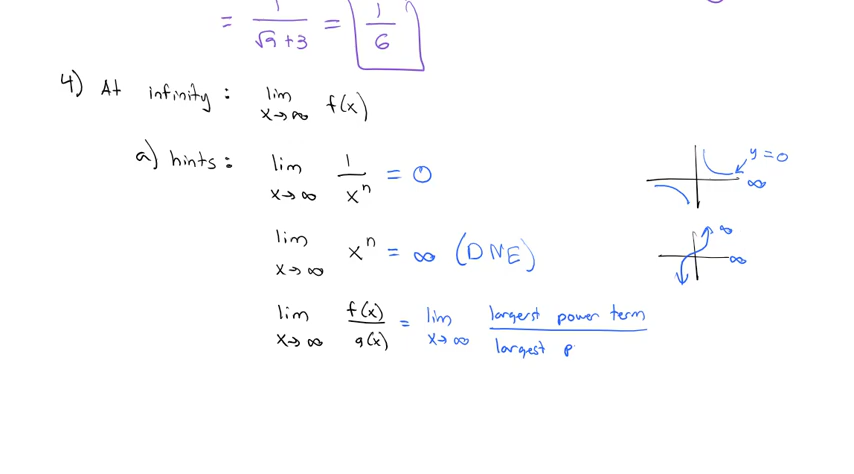 = 1/(√9+3) = 1/6
4) At infinity: lim x→∞ f(x)
a) hints: lim x→∞ 1/xⁿ = 0
y = 0
∞
lim x→∞ xⁿ = ∞ (DNE)
∞
∞
lim x→∞ f(x)/g(x) = lim x→∞ largest power term / largest p